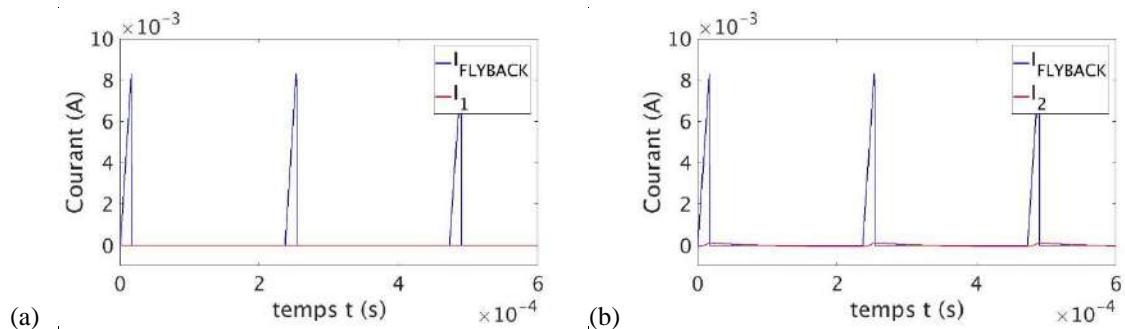 ×10⁻³
10
8
6
4
2
0
Courant (A)
I_FLYBACK
I_1
0 2 4 6
temps t (s)
×10⁻⁴
(a)
×10⁻³
10
8
6
4
2
0
Courant (A)
I_FLYBACK
I_2
0 2 4 6
temps t (s)
×10⁻⁴
(b)